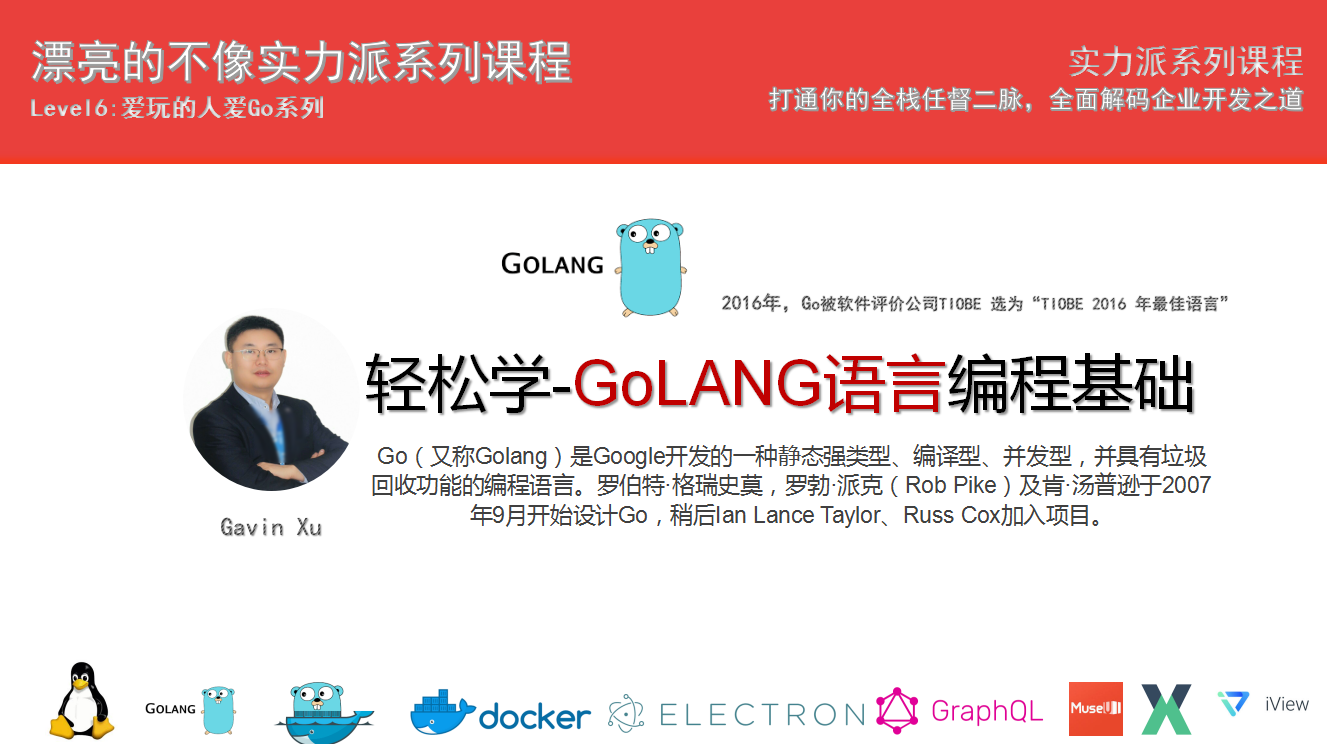 漂亮的不像实力派系列课程
Level6:爱玩的人爱Go系列
实力派系列课程
打通你的全栈任督二脉，全面解码企业开发之道
GOLANG
2016年，Go被软件评价公司TIOBE 选为“TIOBE 2016 年最佳语言”
轻松学-GoLANG语言编程基础
Go（又称Golang）是Google开发的一种静态强类型、编译型、并发型，并具有垃圾
回收功能的编程语言。罗伯特·格瑞史莫，罗勃·派克（Rob Pike）及肯·汤普逊于2007
年9月开始设计Go，稍后Ian Lance Taylor、Russ Cox加入项目。
Gavin Xu
GOLANG
docker
ELECTRON
GraphQL
MuseUI
iView